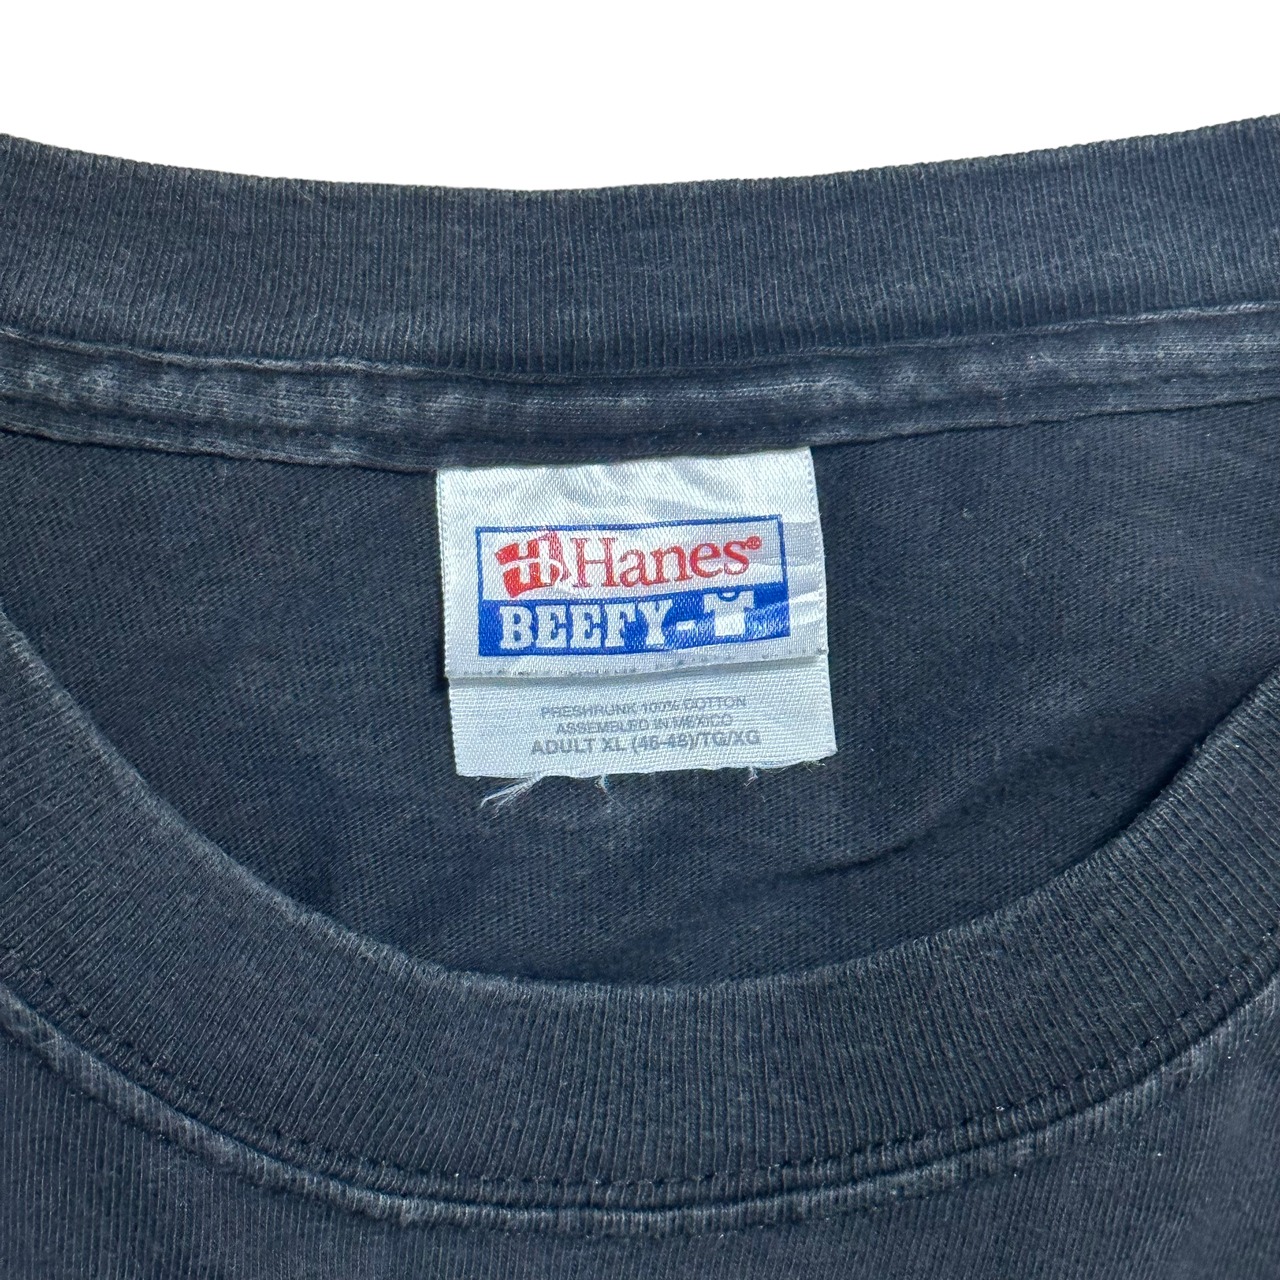 Hanes®
BEEFY-T
PRESHRUNK 100% COTTON
ASSEMBLED IN MEXICO
ADULT XL (46-48)/TG/XG